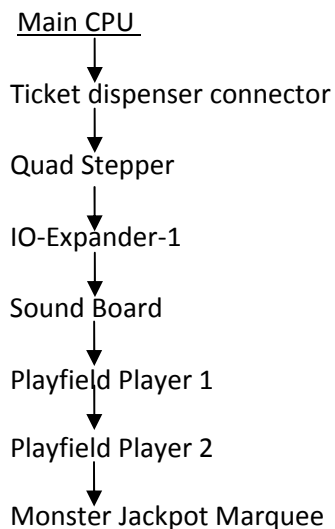 Main CPU
Ticket dispenser connector
Quad Stepper
IO-Expander-1
Sound Board
Playfield Player 1
Playfield Player 2
Monster Jackpot Marquee